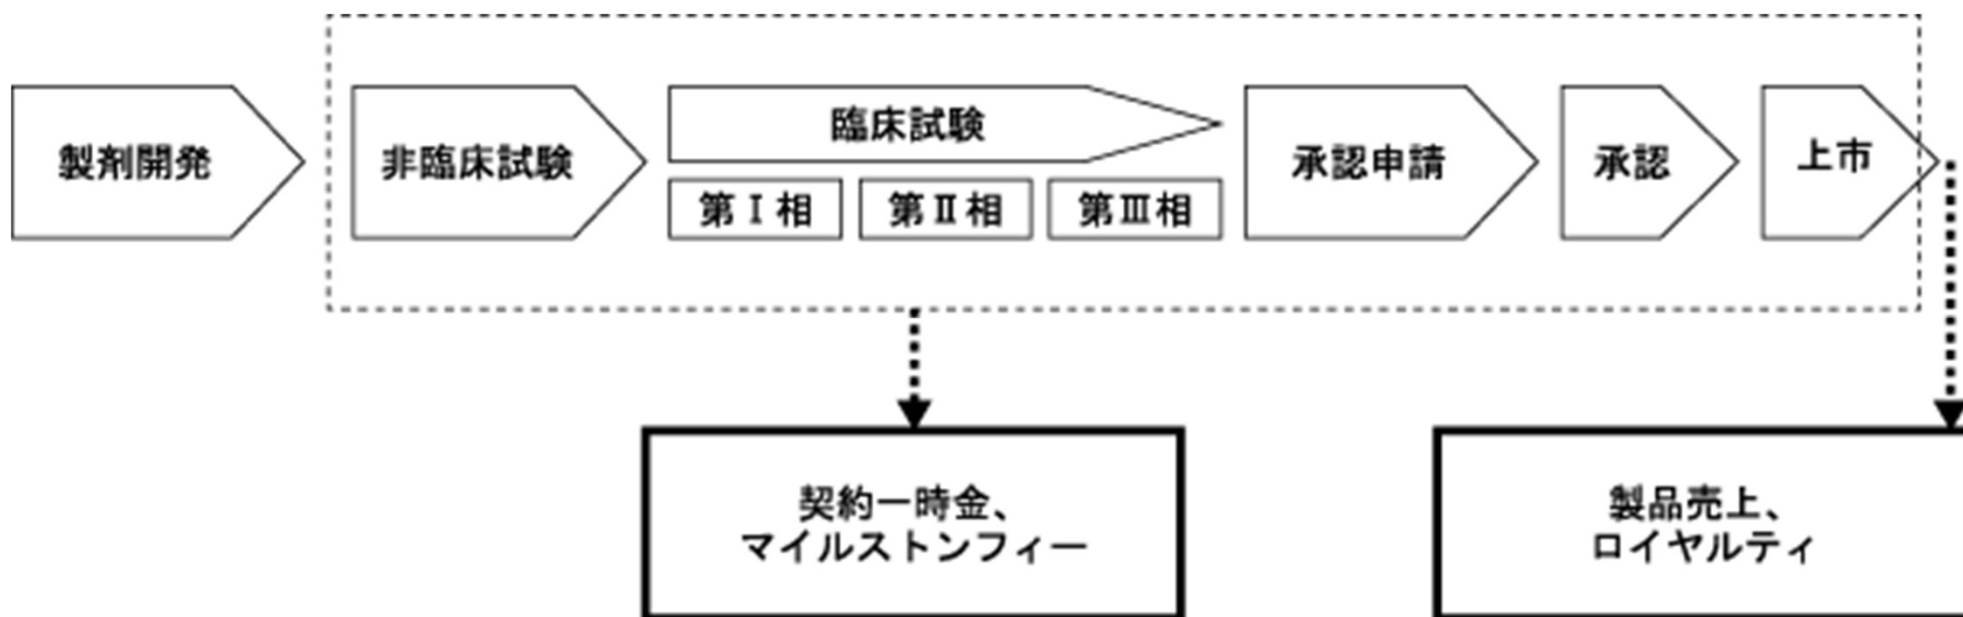 製剤開発
非臨床試験
臨床試験
第Ⅰ相
第Ⅱ相
第Ⅲ相
承認申請
承認
上市
契約一時金、
マイルストンフィー
製品売上、
ロイヤルティ